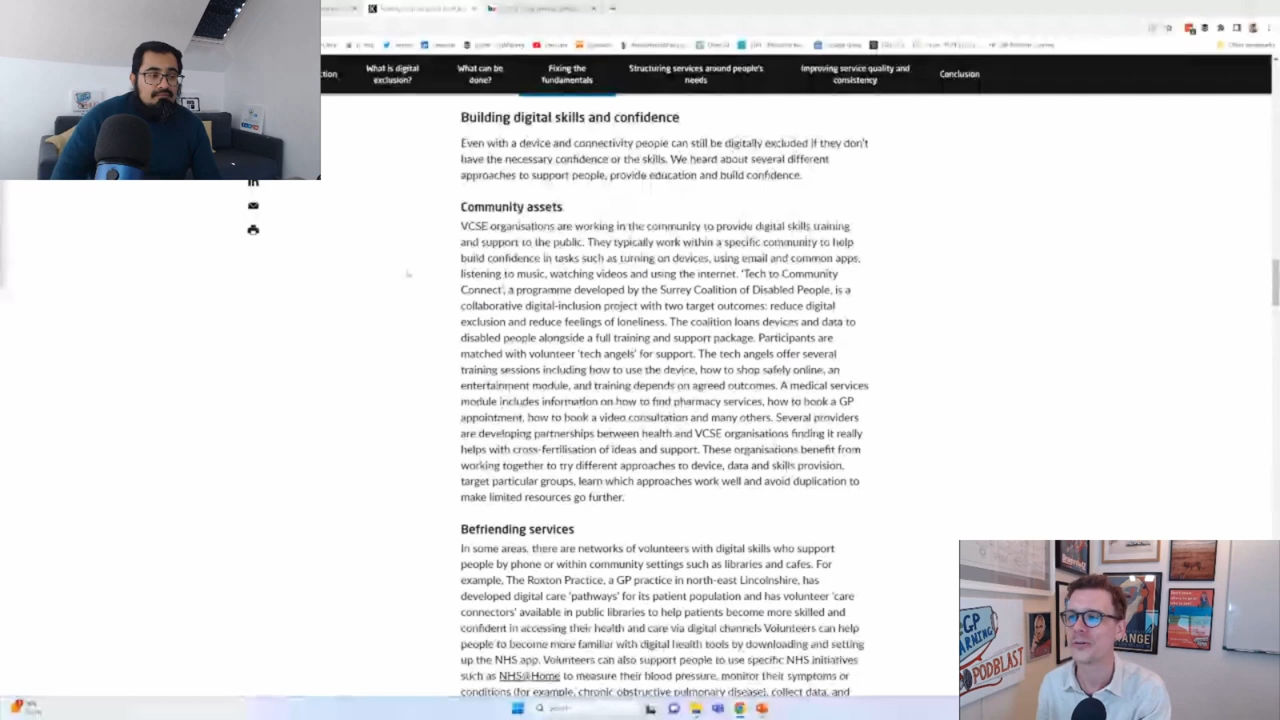 What is digital exclusion?
What can be done?
Fixing the fundamentals
Structuring services around people's needs
Improving service quality and consistency
Conclusion
Building digital skills and confidence
Even with a device and connectivity people can still be digitally excluded if they don't
have the necessary confidence or the skills. We heard about several different
approaches to support people, provide education and build confidence.
Community assets
VCSE organisations are working in the community to provide digital skills training
and support to the public. They typically work within a specific community to help
build confidence in tasks such as turning on devices, using email and common apps,
listening to music, watching videos and using the internet. 'Tech to Community
Connect', a programme developed by the Surrey Coalition of Disabled People, is a
collaborative digital-inclusion project with two target outcomes: reduce digital
exclusion and reduce feelings of loneliness. The coalition loans devices and data to
disabled people alongside a full training and support package. Participants are
matched with volunteer 'tech angels' for support. The tech angels offer several
training sessions including how to use the device, how to shop safely online, an
entertainment module, and training depends on agreed outcomes. A medical services
module includes information on how to find pharmacy services, how to book a GP
appointment, how to book a video consultation and many others. Several providers
are developing partnerships between health and VCSE organisations finding it really
helps with cross-fertilisation of ideas and support. These organisations benefit from
working together to try different approaches to device, data and skills provision,
target particular groups, learn which approaches work well and avoid duplication to
make limited resources go further.
Befriending services
In some areas, there are networks of volunteers with digital skills who support
people by phone or within community settings such as libraries and cafes. For
example, The Roxton Practice, a GP practice in north-east Lincolnshire, has
developed digital care 'pathways' for its patient population and has volunteer 'care
connectors' available in public libraries to help patients become more skilled and
confident in accessing their health and care via digital channels Volunteers can help
people to become more familiar with digital health tools by downloading and setting
up the NHS app. Volunteers can also support people to use specific NHS initiatives
such as NHS@Home to measure their blood pressure, monitor their symptoms or
conditions (for example, chronic obstructive pulmonary disease), collect data, and
GP
LEARNING
PODBLAST